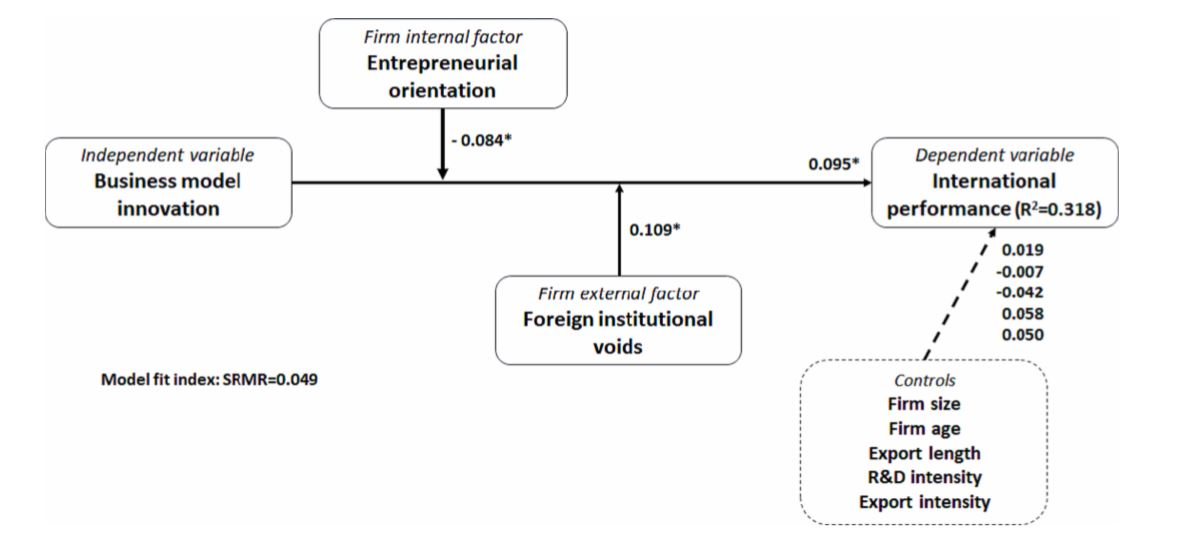 Firm internal factor
Entrepreneurial
orientation
- 0.084*
Independent variable
Business model
innovation
0.095*
Dependent variable
International
performance (R²=0.318)
0.109*
Firm external factor
Foreign institutional
voids
0.019
-0.007
-0.042
0.058
0.050
Model fit index: SRMR=0.049
Controls
Firm size
Firm age
Export length
R&D intensity
Export intensity